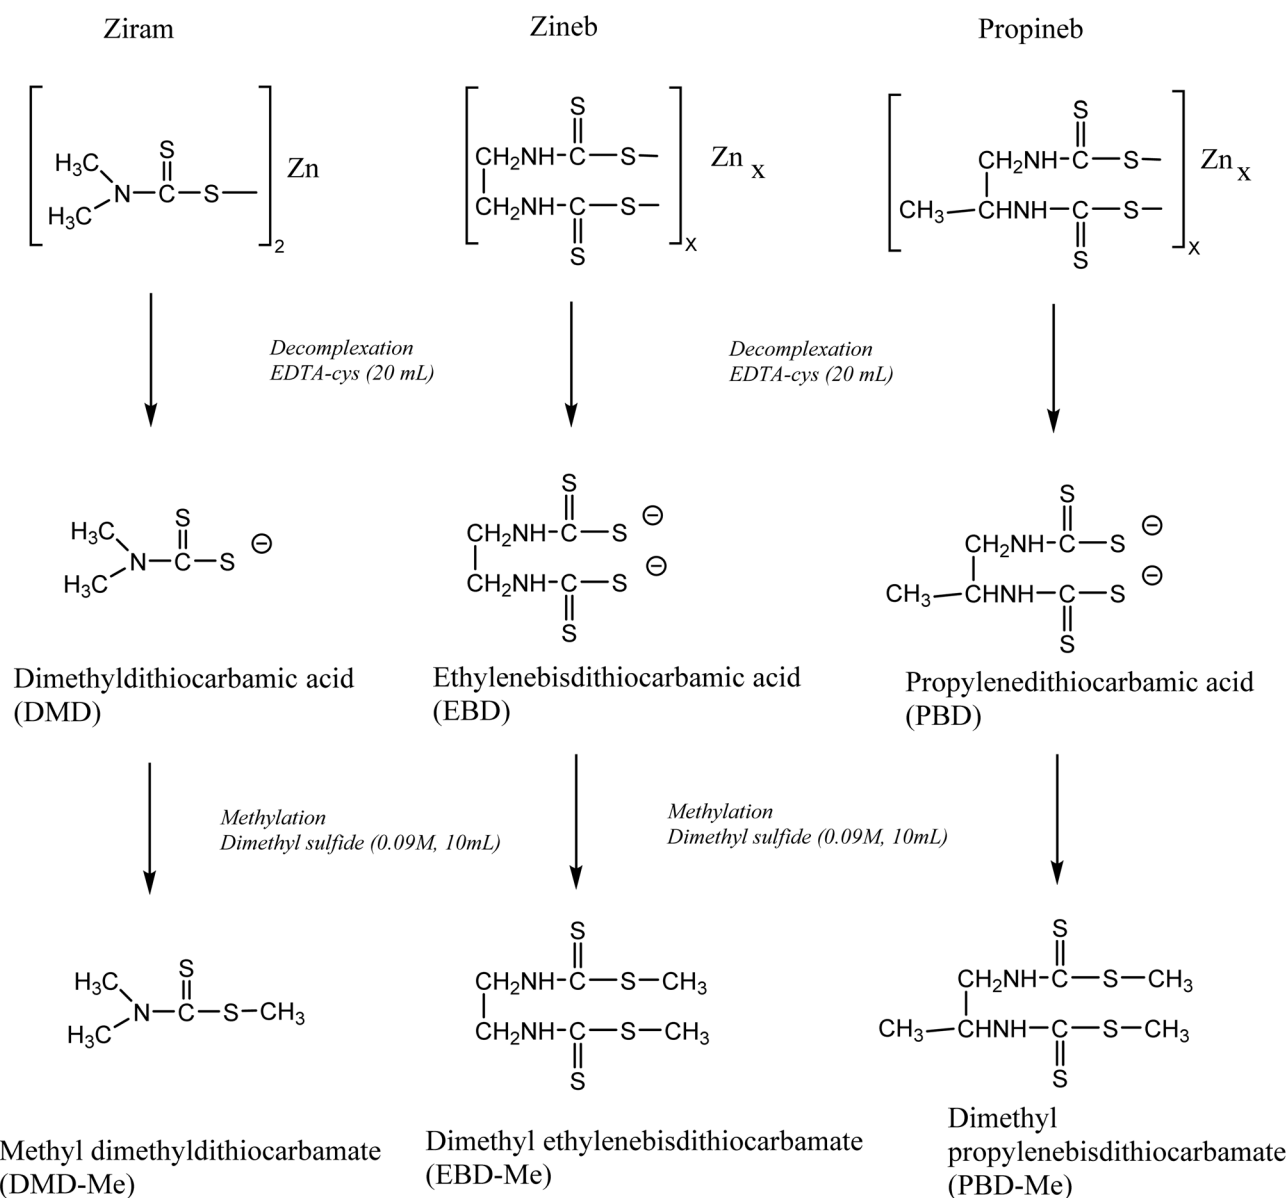 Ziram
Zineb
Propineb
H₃C
H₃C
N
C
S
S
2
Zn
S
CH₂NH
C
S
CH₂NH
C
S
S
X
Zn x
S
CH₂NH
C
S
CH₃
CHNH
C
S
S
X
Zn x
Decomplexation
EDTA-cys (20 mL)
Decomplexation
EDTA-cys (20 mL)
H₃C
H₃C
N
C
S
S
⊖
S
CH₂NH
C
S
⊖
CH₂NH
C
S
⊖
S
S
CH₂NH
C
S
⊖
CH₃
CHNH
C
S
⊖
S
Dimethyldithiocarbamic acid
(DMD)
Ethylenebisdithiocarbamic acid
(EBD)
Propylenedithiocarbamic acid
(PBD)
Methylation
Dimethyl sulfide (0.09M, 10mL)
Methylation
Dimethyl sulfide (0.09M, 10mL)
H₃C
H₃C
N
C
S
S
CH₃
S
CH₂NH
C
S
CH₃
CH₂NH
C
S
CH₃
S
S
CH₂NH
C
S
CH₃
CH₃
CHNH
C
S
CH₃
S
Methyl dimethyldithiocarbamate
(DMD-Me)
Dimethyl ethylenebisdithiocarbamate
(EBD-Me)
Dimethyl
propylenebisdithiocarbamate
(PBD-Me)